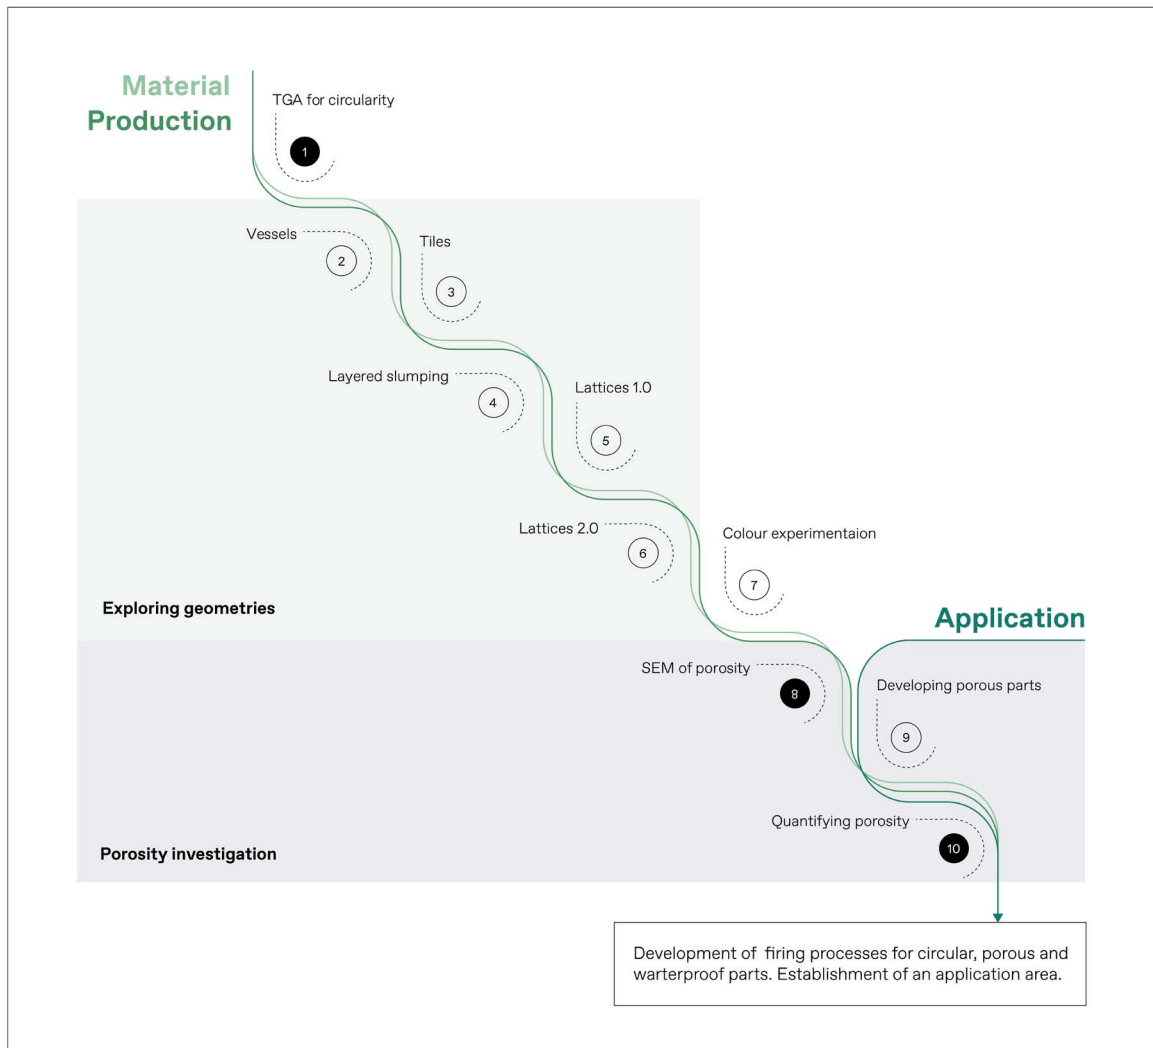 Material
Production
TGA for circularity
1
Vessels
2
Tiles
3
Layered slumping
4
Lattices 1.0
5
Lattices 2.0
6
Colour experimentaion
7
Exploring geometries
Application
SEM of porosity
8
Developing porous parts
9
Quantifying porosity
10
Porosity investigation
Development of firing processes for circular, porous and
warterproof parts. Establishment of an application area.